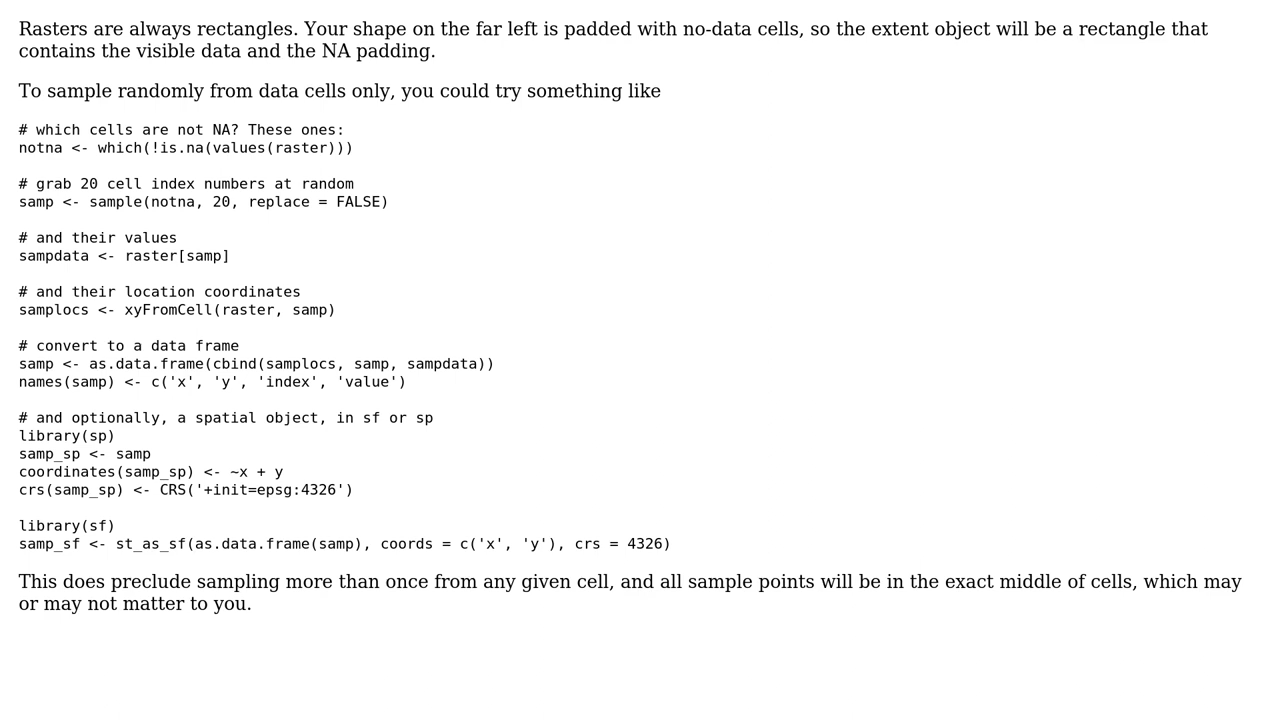 Rasters are always rectangles. Your shape on the far left is padded with no-data cells, so the extent object will be a rectangle that
contains the visible data and the NA padding.
To sample randomly from data cells only, you could try something like
# which cells are not NA? These ones:
notna <- which(!is.na(values(raster)))
# grab 20 cell index numbers at random
samp <- sample(notna, 20, replace = FALSE)
# and their values
sampdata <- raster[samp]
# and their location coordinates
samplocs <- xyFromCell(raster, samp)
# convert to a data frame
samp <- as.data.frame(cbind(samplocs, samp, sampdata))
names(samp) <- c('x', 'y', 'index', 'value')
# and optionally, a spatial object, in sf or sp
library(sp)
samp_sp <- samp
coordinates(samp_sp) <- ~x + y
crs(samp_sp) <- CRS('+init=epsg:4326')
library(sf)
samp_sf <- st_as_sf(as.data.frame(samp), coords = c('x', 'y'), crs = 4326)
This does preclude sampling more than once from any given cell, and all sample points will be in the exact middle of cells, which may
or may not matter to you.